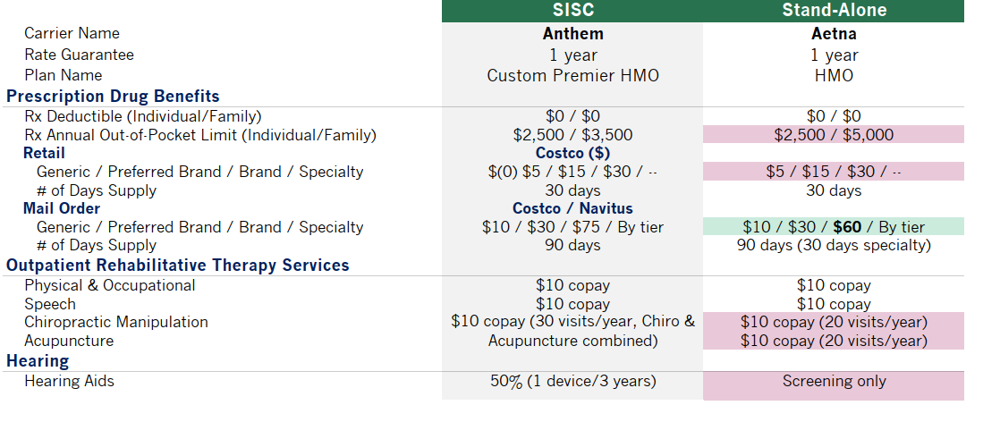 SISC Stand-Alone
Carrier Name Anthem Aetna
Rate Guarantee 1 year 1 year
Plan Name Custom Premier HMO HMO
Prescription Drug Benefits
Rx Deductible (Individual/Family) $0 / $0 $0 / $0
Rx Annual Out-of-Pocket Limit (Individual/Family) $2,500 / $3,500 $2,500 / $5,000
Retail Costco ($)
Generic / Preferred Brand / Brand / Specialty $(0) $5 / $15 / $30 / -- $5 / $15 / $30 / --
# of Days Supply 30 days 30 days
Mail Order Costco / Navitus
Generic / Preferred Brand / Brand / Specialty $10 / $30 / $75 / By tier $10 / $30 / $60 / By tier
# of Days Supply 90 days 90 days (30 days specialty)
Outpatient Rehabilitative Therapy Services
Physical & Occupational $10 copay $10 copay
Speech $10 copay $10 copay
Chiropractic Manipulation $10 copay (30 visits/year, Chiro & $10 copay (20 visits/year)
Acupuncture Acupuncture combined) $10 copay (20 visits/year)
Hearing
Hearing Aids 50% (1 device/3 years) Screening only